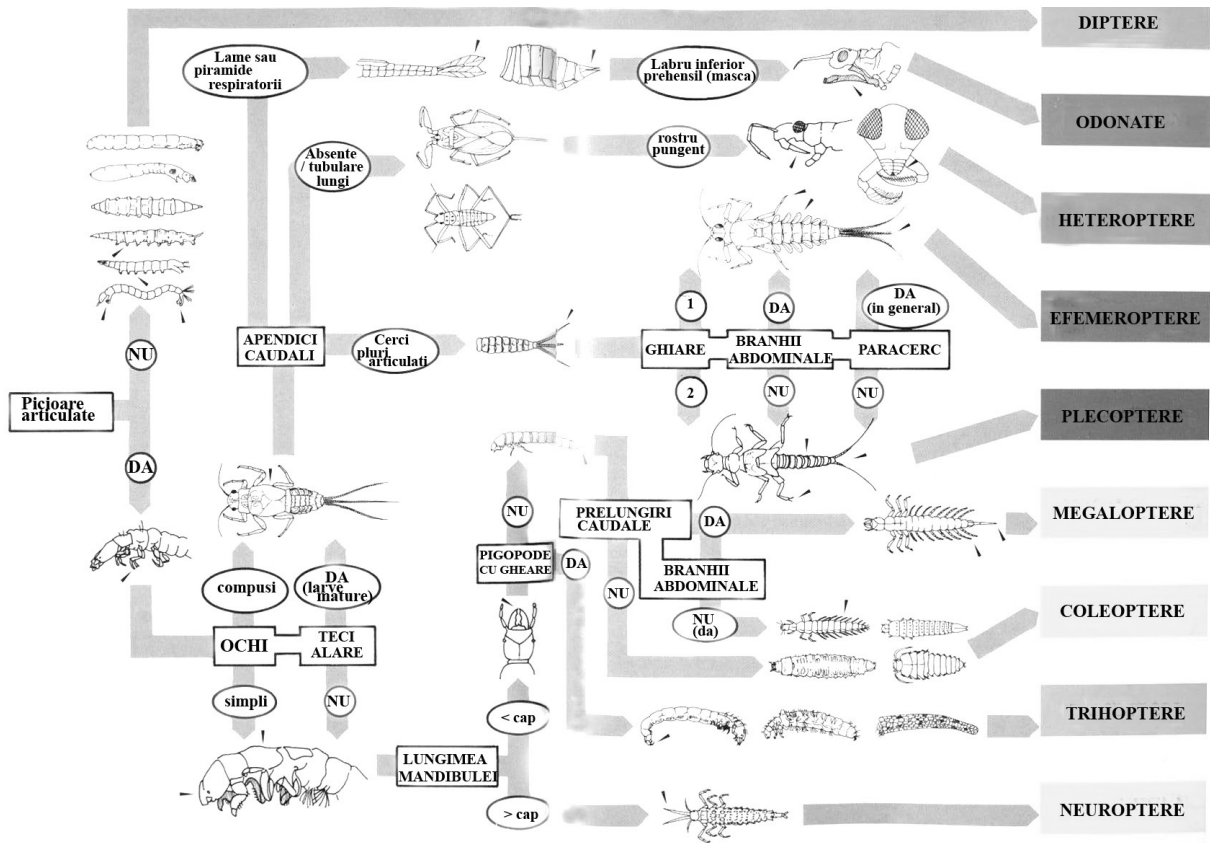 DIPTERE
Lame sau
piramide
respiratorii
Labru inferior
prehensil (masca)
ODONATE
Absente
/ tubulare
lungi
rostru
pungent
HETEROPTERE
NU
APENDICI
CAUDALI
Cerci
pluri
articulati
1
DA
DA
(in general)
GHIARE
BRANHII
ABDOMINALE
PARACERC
EFEMEROPTERE
2
NU
NU
Picioare
articulate
PLECOPTERE
DA
NU
PRELUNGIRI
CAUDALE
DA
MEGALOPTERE
PIGOPODE
CU GHEARE
DA
BRANHII
ABDOMINALE
compusi
DA
(larve
mature)
NU
NU
(da)
COLEOPTERE
OCHI
TECI
ALARE
simpli
NU
< cap
TRIHOPTERE
LUNGIMEA
MANDIBULEI
> cap
NEUROPTERE